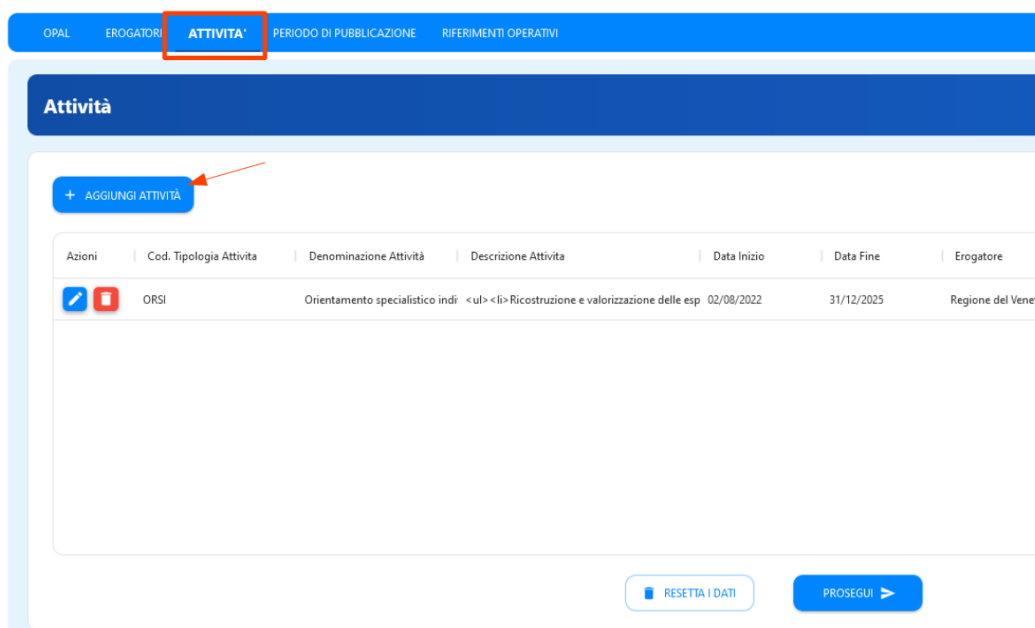 OPAL EROGATORI ATTIVITA' PERIODO DI PUBBLICAZIONE RIFERIMENTI OPERATIVI
Attività
+ AGGIUNGI ATTIVITÀ
Azioni Cod. Tipologia Attivita Denominazione Attività Descrizione Attivita Data Inizio Data Fine Erogatore
ORSI Orientamento specialistico indi <ul><li>Ricostruzione e valorizzazione delle esp 02/08/2022 31/12/2025 Regione del Vene
RESETTA I DATI PROSEGUI